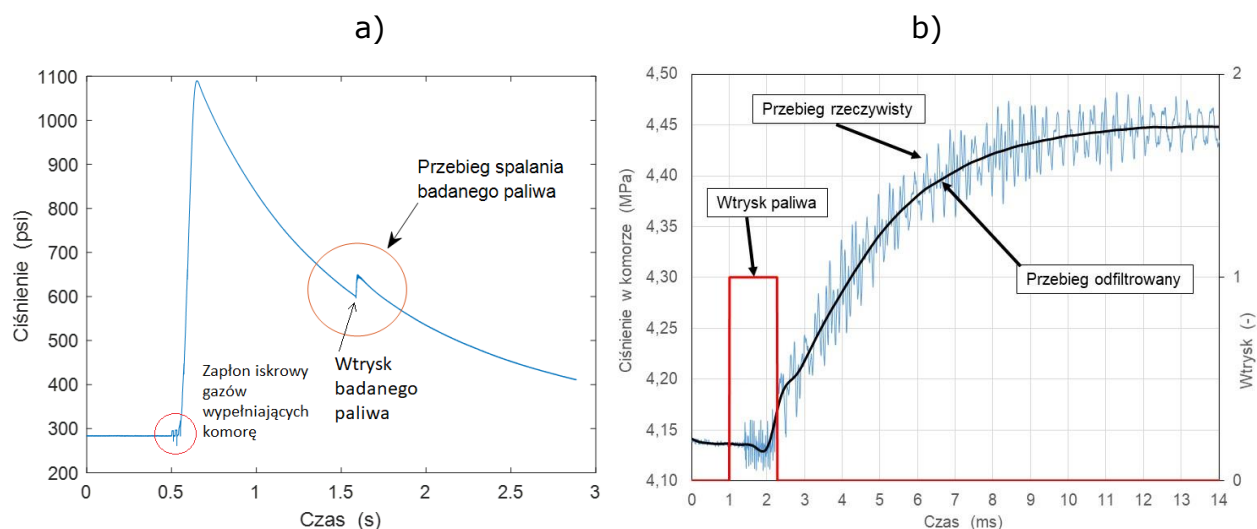 a)
b)
1100
1000
900
800
700
600
500
400
300
200
Ciśnienie (psi)
0
0.5
1
1.5
2
2.5
3
Czas (s)
Przebieg spalania
badanego paliwa
Zapłon iskrowy
gazów
wypełniających
komorę
Wtrysk
badanego
paliwa
4,50
4,45
4,40
4,35
4,30
4,25
4,20
4,15
4,10
Ciśnienie w komorze (MPa)
Przebieg rzeczywisty
Wtrysk paliwa
Przebieg odfiltrowany
2
1
0
Wtrysk (-)
0
1
2
3
4
5
6
7
8
9
10
11
12
13
14
Czas (ms)